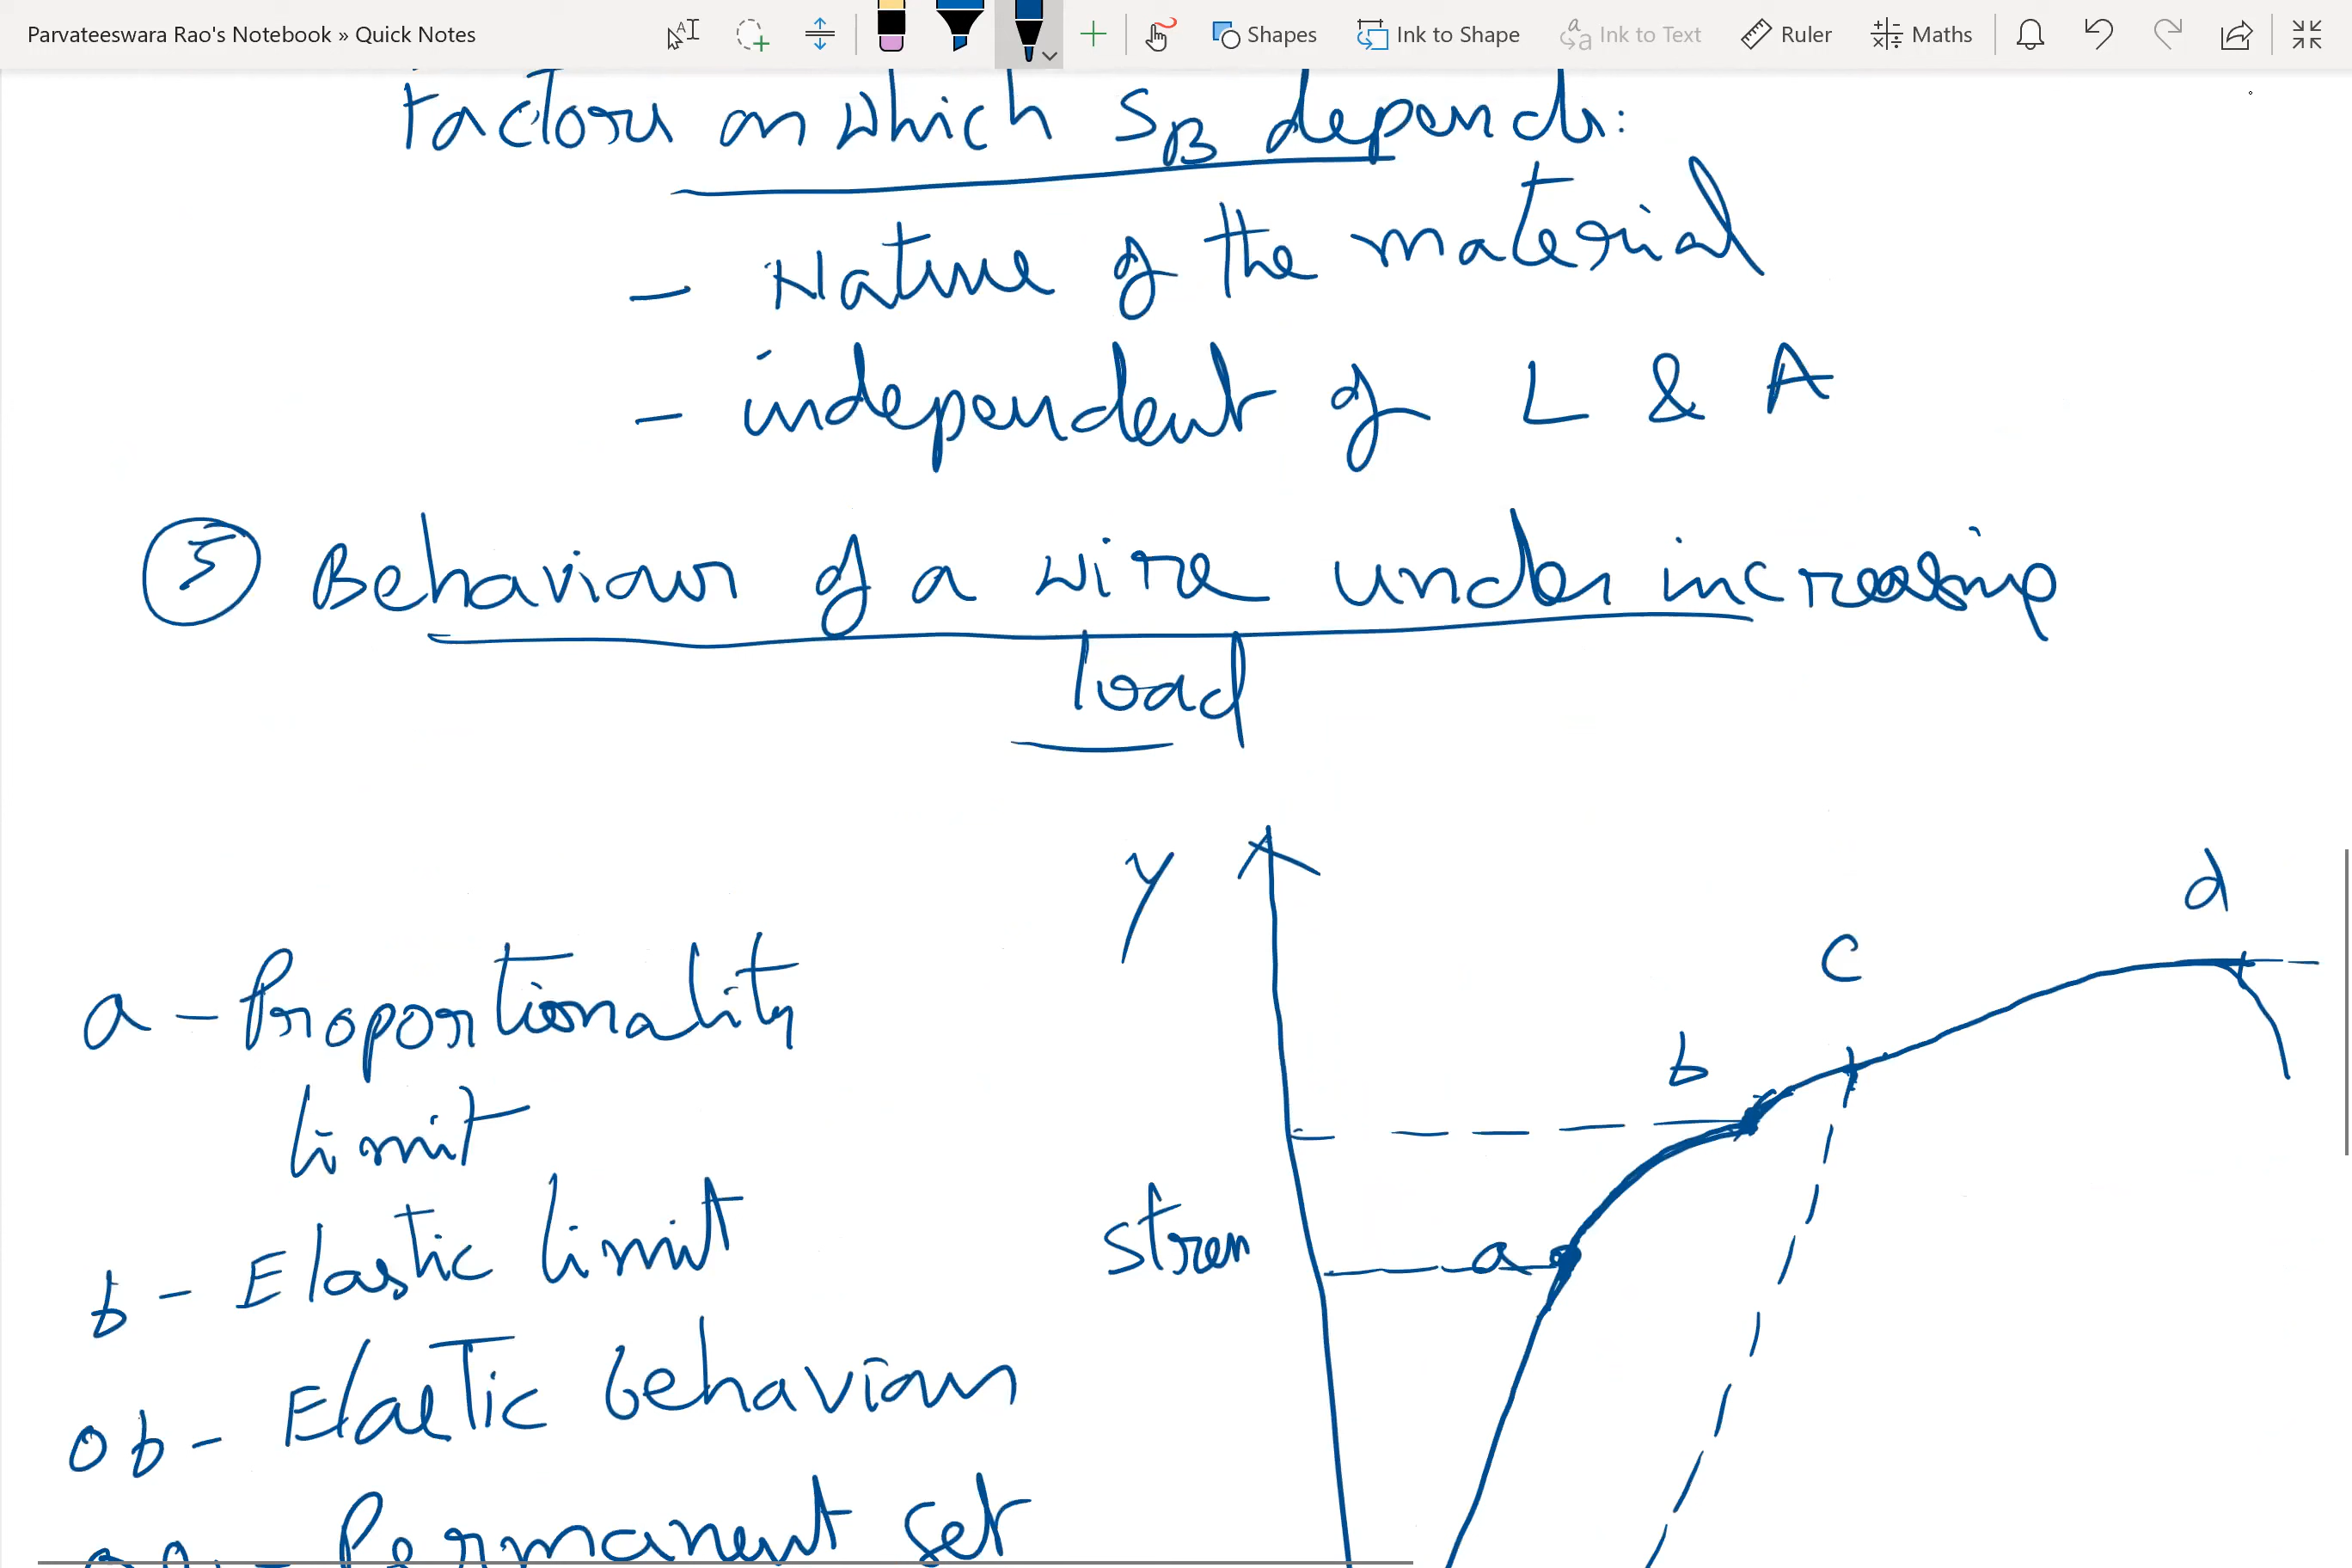 Parvateeswara Rao's Notebook » Quick Notes
Shapes
Ink to Shape
Ink to Text
Ruler
Maths
Factors on which SB depends:
- Nature of the material
- independent of L & A
5 Behaviour of a wire under increasing
load
y
d
c
b
a
stress
a - Proportionality
limit
b - Elastic limit
ob - Elastic behaviour
- Permanent set